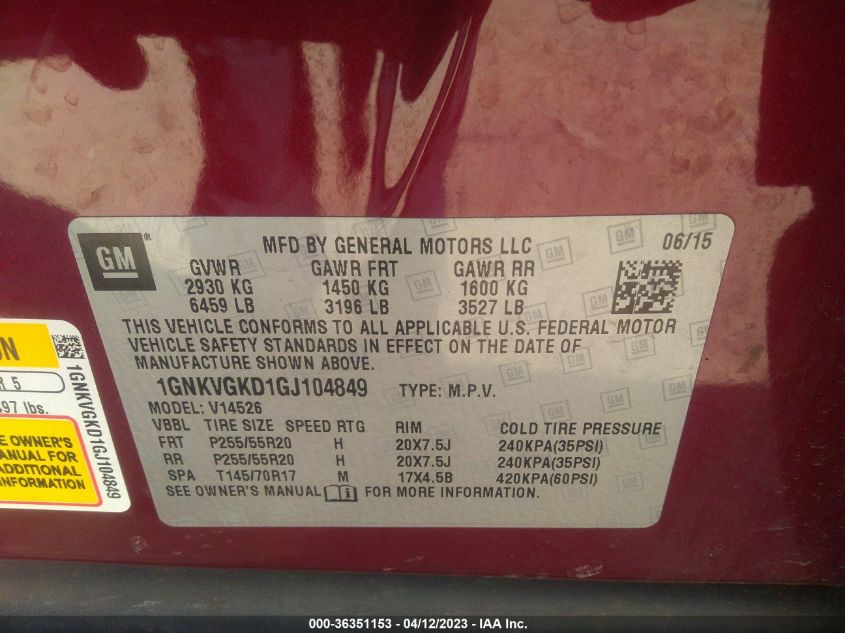 GM ®
MFD BY GENERAL MOTORS LLC 06/15
GVWR GAWR FRT GAWR RR
2930 KG 1450 KG 1600 KG
6459 LB 3196 LB 3527 LB
THIS VEHICLE CONFORMS TO ALL APPLICABLE U.S. FEDERAL MOTOR
VEHICLE SAFETY STANDARDS IN EFFECT ON THE DATE OF
MANUFACTURE SHOWN ABOVE.
1GNKVGKD1GJ104849 TYPE: M.P.V.
MODEL: V14526
VBBL TIRE SIZE SPEED RTG RIM COLD TIRE PRESSURE
FRT P255/55R20 H 20X7.5J 240KPA(35PSI)
RR P255/55R20 H 20X7.5J 240KPA(35PSI)
SPA T145/70R17 M 17X4.5B 420KPA(60PSI)
SEE OWNER'S MANUAL FOR MORE INFORMATION.
ON
R 5
497 lbs.
E OWNER'S
MANUAL FOR
ADDITIONAL
INFORMATION
1GNKVGKD1GJ104849
000-36351153 - 04/12/2023 - IAA Inc.